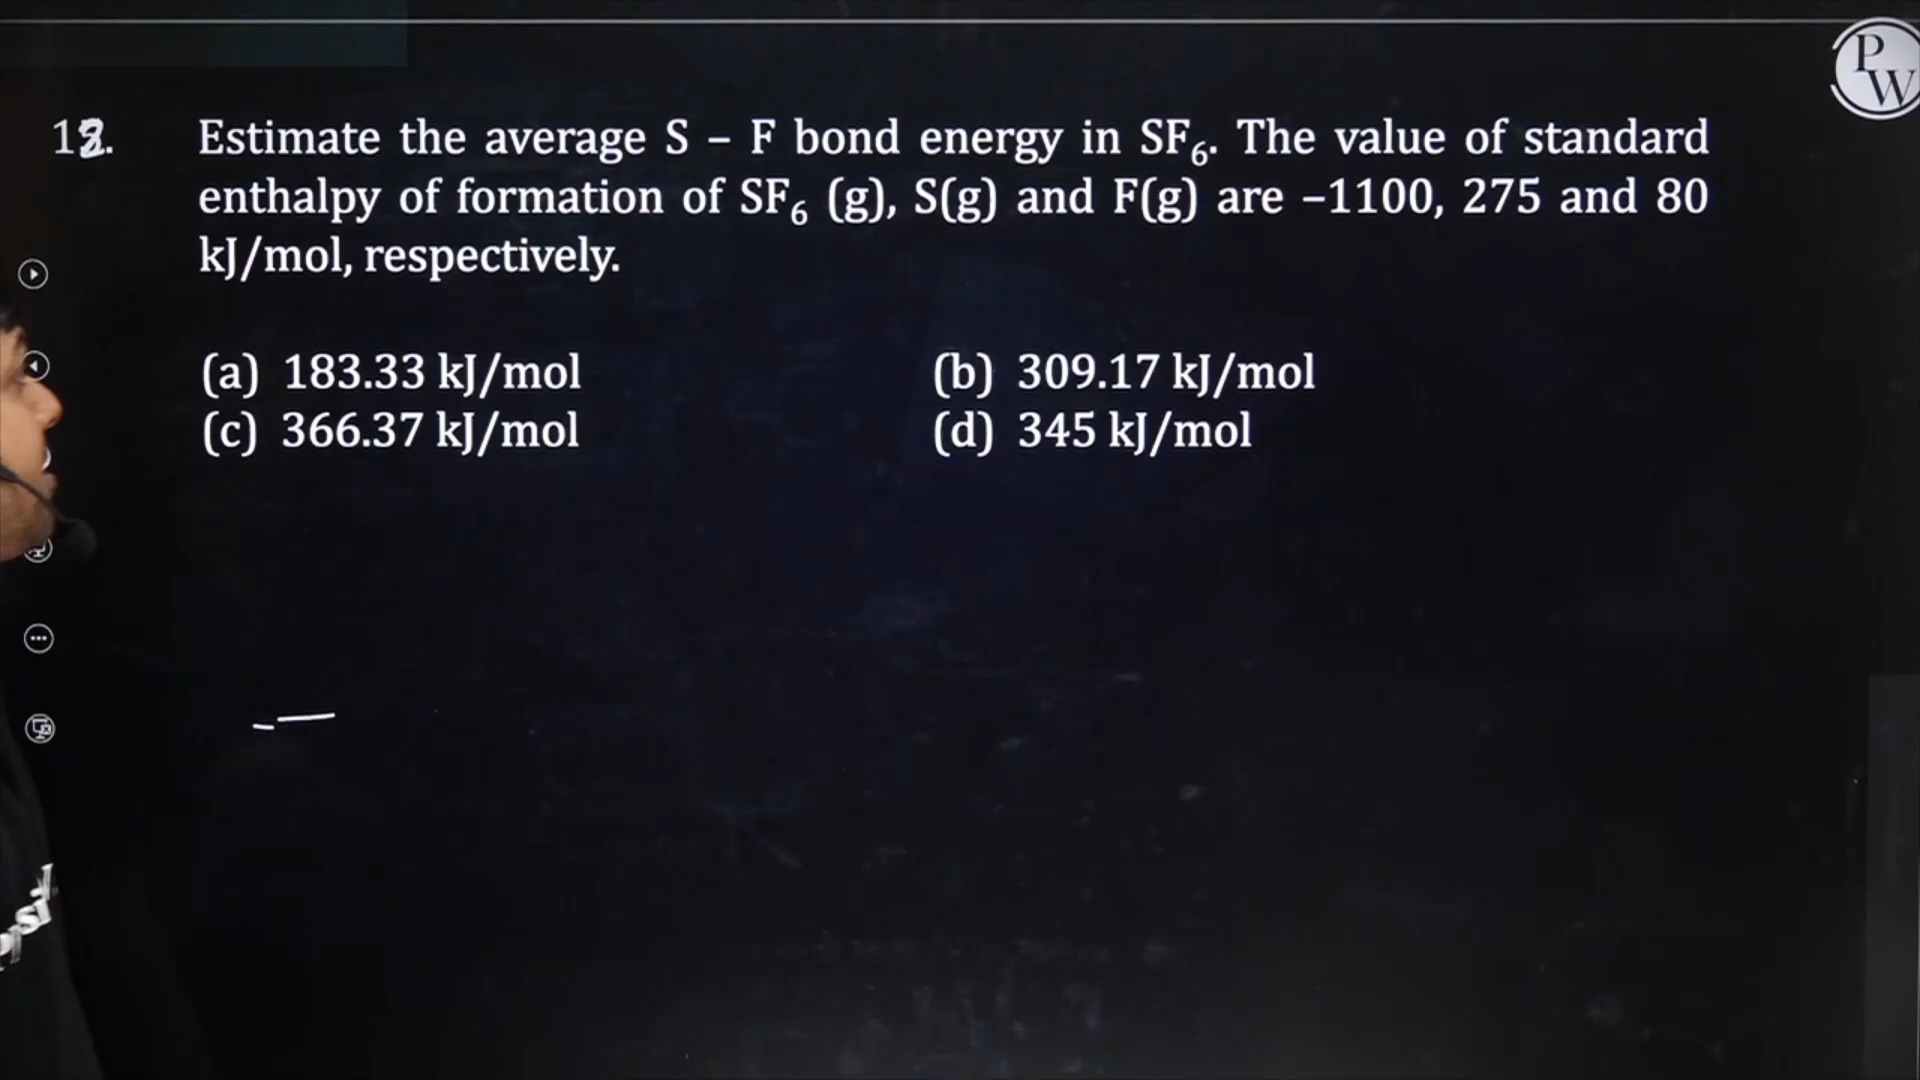 PW
12. Estimate the average S – F bond energy in SF₆. The value of standard
enthalpy of formation of SF₆ (g), S(g) and F(g) are –1100, 275 and 80
kJ/mol, respectively.
(a) 183.33 kJ/mol (b) 309.17 kJ/mol
(c) 366.37 kJ/mol (d) 345 kJ/mol